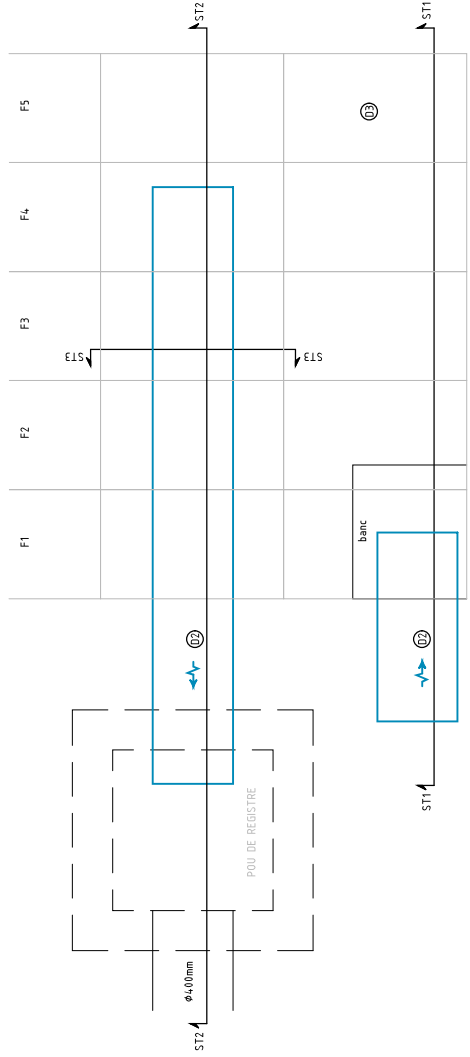 ST2
ST1
F5
D3
F4
F3
ST3
ST3
F2
F1
banc
D2
D2
POU DE REGISTRE
ST1
φ400mm
ST2